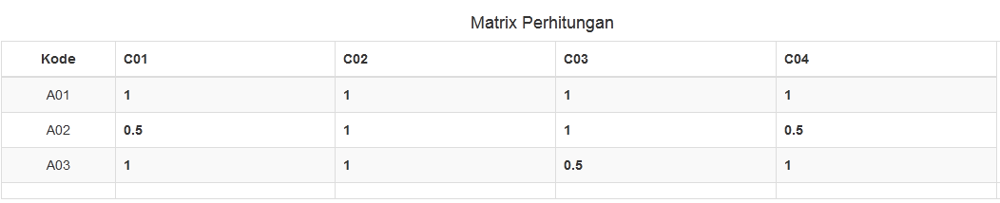 Matrix Perhitungan
Kode C01 C02 C03 C04
A01 1 1 1 1
A02 0.5 1 1 0.5
A03 1 1 0.5 1